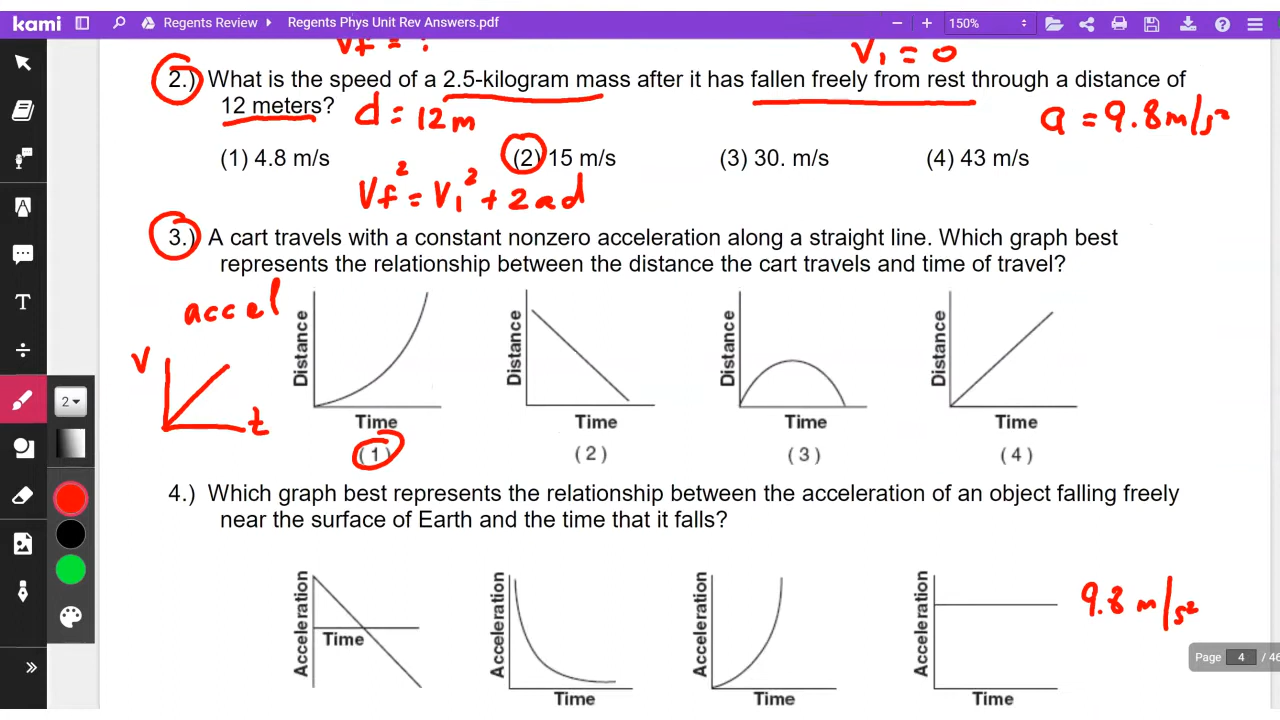 kami Regents Review Regents Phys Unit Rev Answers.pdf 150%
Vf = ? V1 = 0
2.) What is the speed of a 2.5-kilogram mass after it has fallen freely from rest through a distance of
12 meters? d = 12m a = 9.8m/s²
(1) 4.8 m/s (2) 15 m/s (3) 30. m/s (4) 43 m/s
Vf² = V1² + 2ad
3.) A cart travels with a constant nonzero acceleration along a straight line. Which graph best
represents the relationship between the distance the cart travels and time of travel?
accel
V
t
Distance Distance Distance Distance
Time Time Time Time
(1) (2) (3) (4)
4.) Which graph best represents the relationship between the acceleration of an object falling freely
near the surface of Earth and the time that it falls?
9.8 m/s²
Acceleration Acceleration Acceleration Acceleration
Time
Time Time Time
Page 4 / 46
T
2